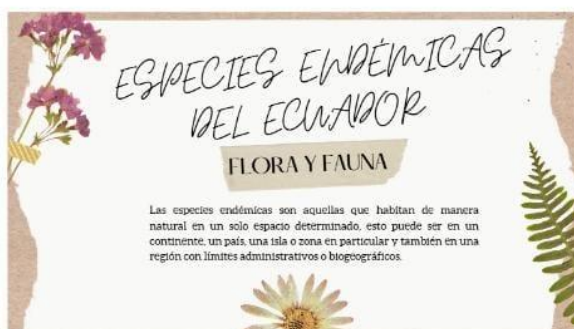 ESPECIES ENDÉMICAS
DEL ECUADOR
FLORA Y FAUNA
Las especies endémicas son aquellas que habitan de manera
natural en un solo espacio determinado, esto puede ser en un
continente, un país, una isla o zona en particular y también en una
región con límites administrativos o biogeográficos.